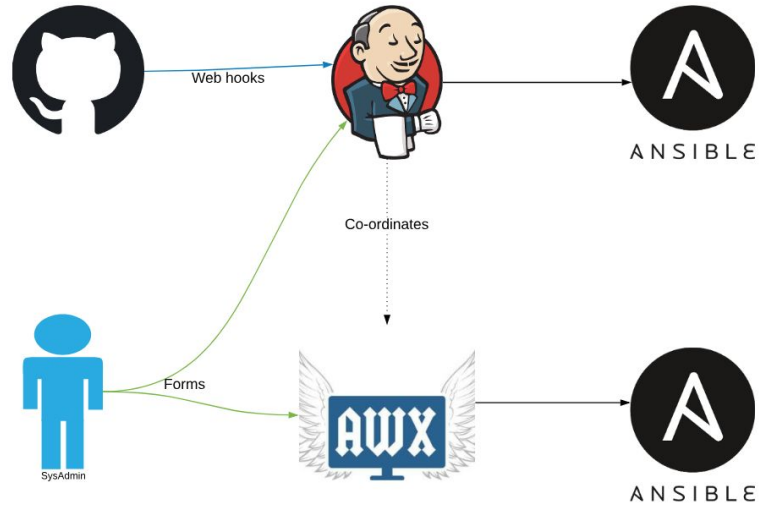 Web hooks
ANSIBLE
Co-ordinates
Forms
AWX
SysAdmin
ANSIBLE